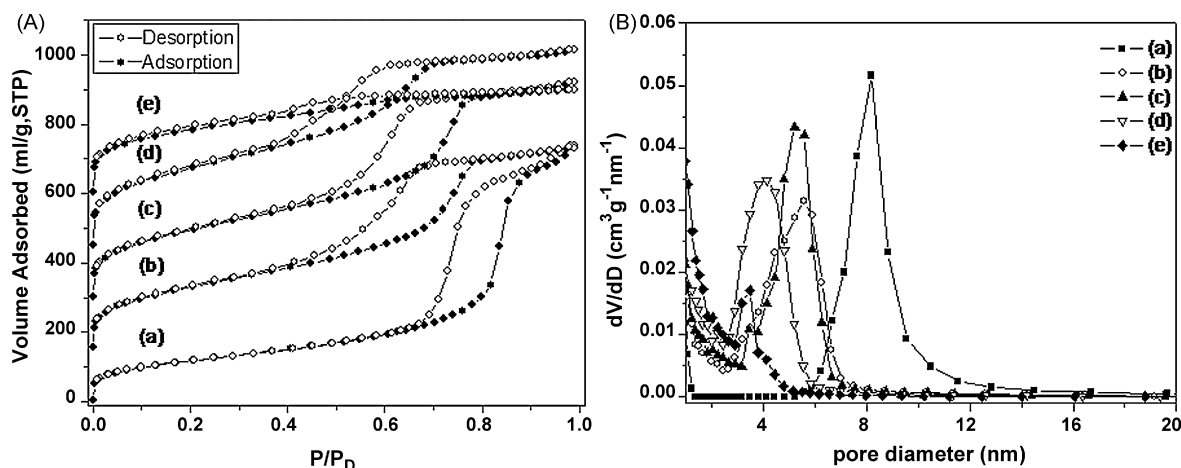 (A)
Desorption
Adsorption
1000
800
600
400
200
0
Volume Adsorbed (ml/g,STP)
(e)
(d)
(c)
(b)
(a)
0.0 0.2 0.4 0.6 0.8 1.0
P/PD
(B)
0.06
0.05
0.04
0.03
0.02
0.01
0.00
dV/dD (cm³g⁻¹nm⁻¹)
(a)
(b)
(c)
(d)
(e)
4 8 12 16 20
pore diameter (nm)